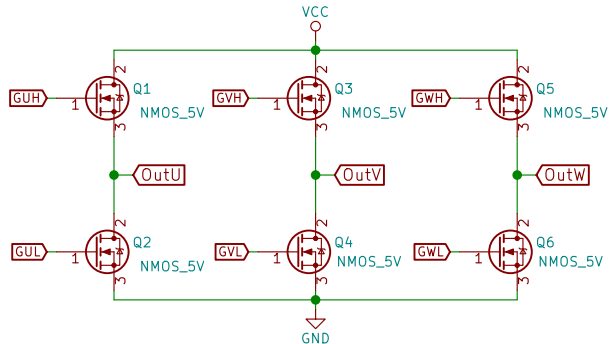 VCC
2 2 2
GUH 1 Q1 GVH 1 Q3 GWH 1 Q5
NMOS_5V NMOS_5V NMOS_5V
3 3 3
OutU OutV OutW
2 2 2
GUL 1 Q2 GVL 1 Q4 GWL 1 Q6
NMOS_5V NMOS_5V NMOS_5V
3 3 3
GND